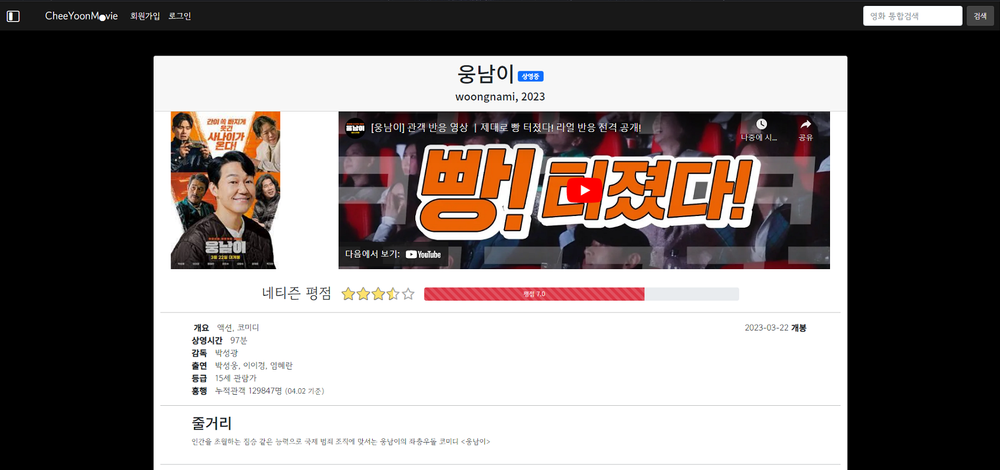 CheeYoonMovie 회원가입 로그인 영화 통합검색 검색
웅남이 상영중
woongnami, 2023
간이 쏙 빠지게
웃긴
사나이가
온다!
웅남이
3월 22일 대개봉
웅남이 [웅남이] 관객 반응 영상 | 제대로 빵 터졌다! 리얼 반응 전격 공개!
나중에 시... 공유
빵! 터졌다!
다음에서 보기: YouTube
네티즌 평점 평점 7.0
개요 액션, 코미디 2023-03-22 개봉
상영시간 97분
감독 박성광
출연 박성웅, 이이경, 염혜란
등급 15세 관람가
흥행 누적관객 129847명 (04.02 기준)
줄거리
인간을 초월하는 짐승 같은 능력으로 국제 범죄 조직에 맞서는 웅남이의 좌충우돌 코미디 <웅남이>